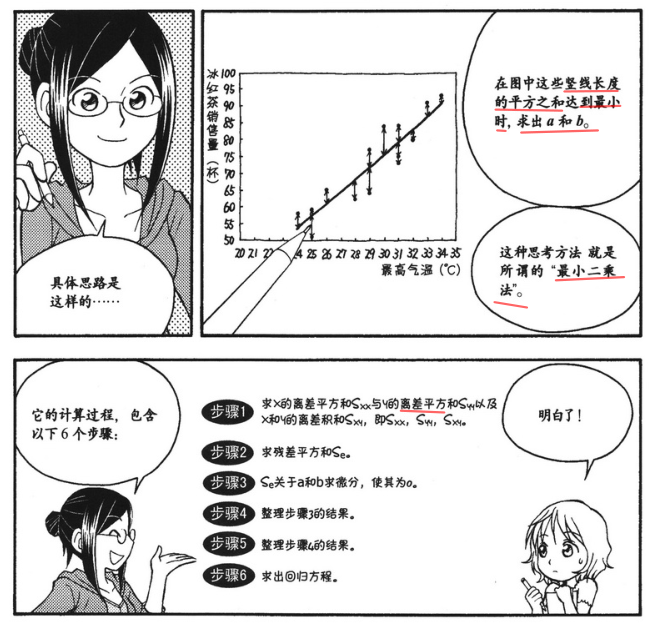 具体思路是
这样的……
冰红茶销售量（杯）
100
95
90
85
80
75
70
65
60
55
50
20 21 22 23 24 25 26 27 28 29 30 31 32 33 34 35
最高气温（℃）
在图中这些竖线长度
的平方之和达到最小
时，求出 a 和 b。
这种思考方法 就是
所谓的“最小二乘
法”。
它的计算过程，包含
以下 6 个步骤：
步骤1 求x的离差平方和Sxx与y的离差平方和Syy以及
x和y的离差积和Sxy，即Sxx，Syy，Sxy。
步骤2 求残差平方和Se。
步骤3 Se关于a和b求微分，使其为0。
步骤4 整理步骤3的结果。
步骤5 整理步骤4的结果。
步骤6 求出回归方程。
明白了！